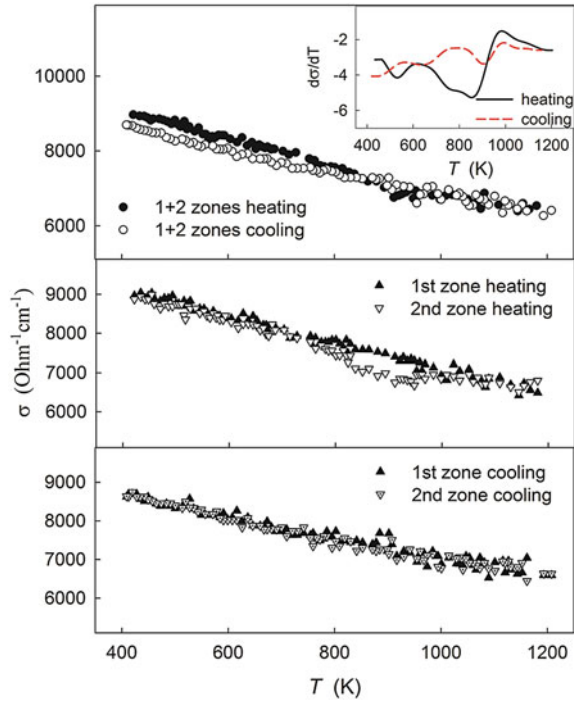 10000
8000
6000
1+2 zones heating
1+2 zones cooling
dσ/dT
-2
-4
-6
heating
cooling
400 600 800 1000 1200
T (K)
σ (Ohm⁻¹cm⁻¹)
9000
8000
7000
6000
1st zone heating
2nd zone heating
9000
8000
7000
6000
1st zone cooling
2nd zone cooling
400 600 800 1000 1200
T (K)